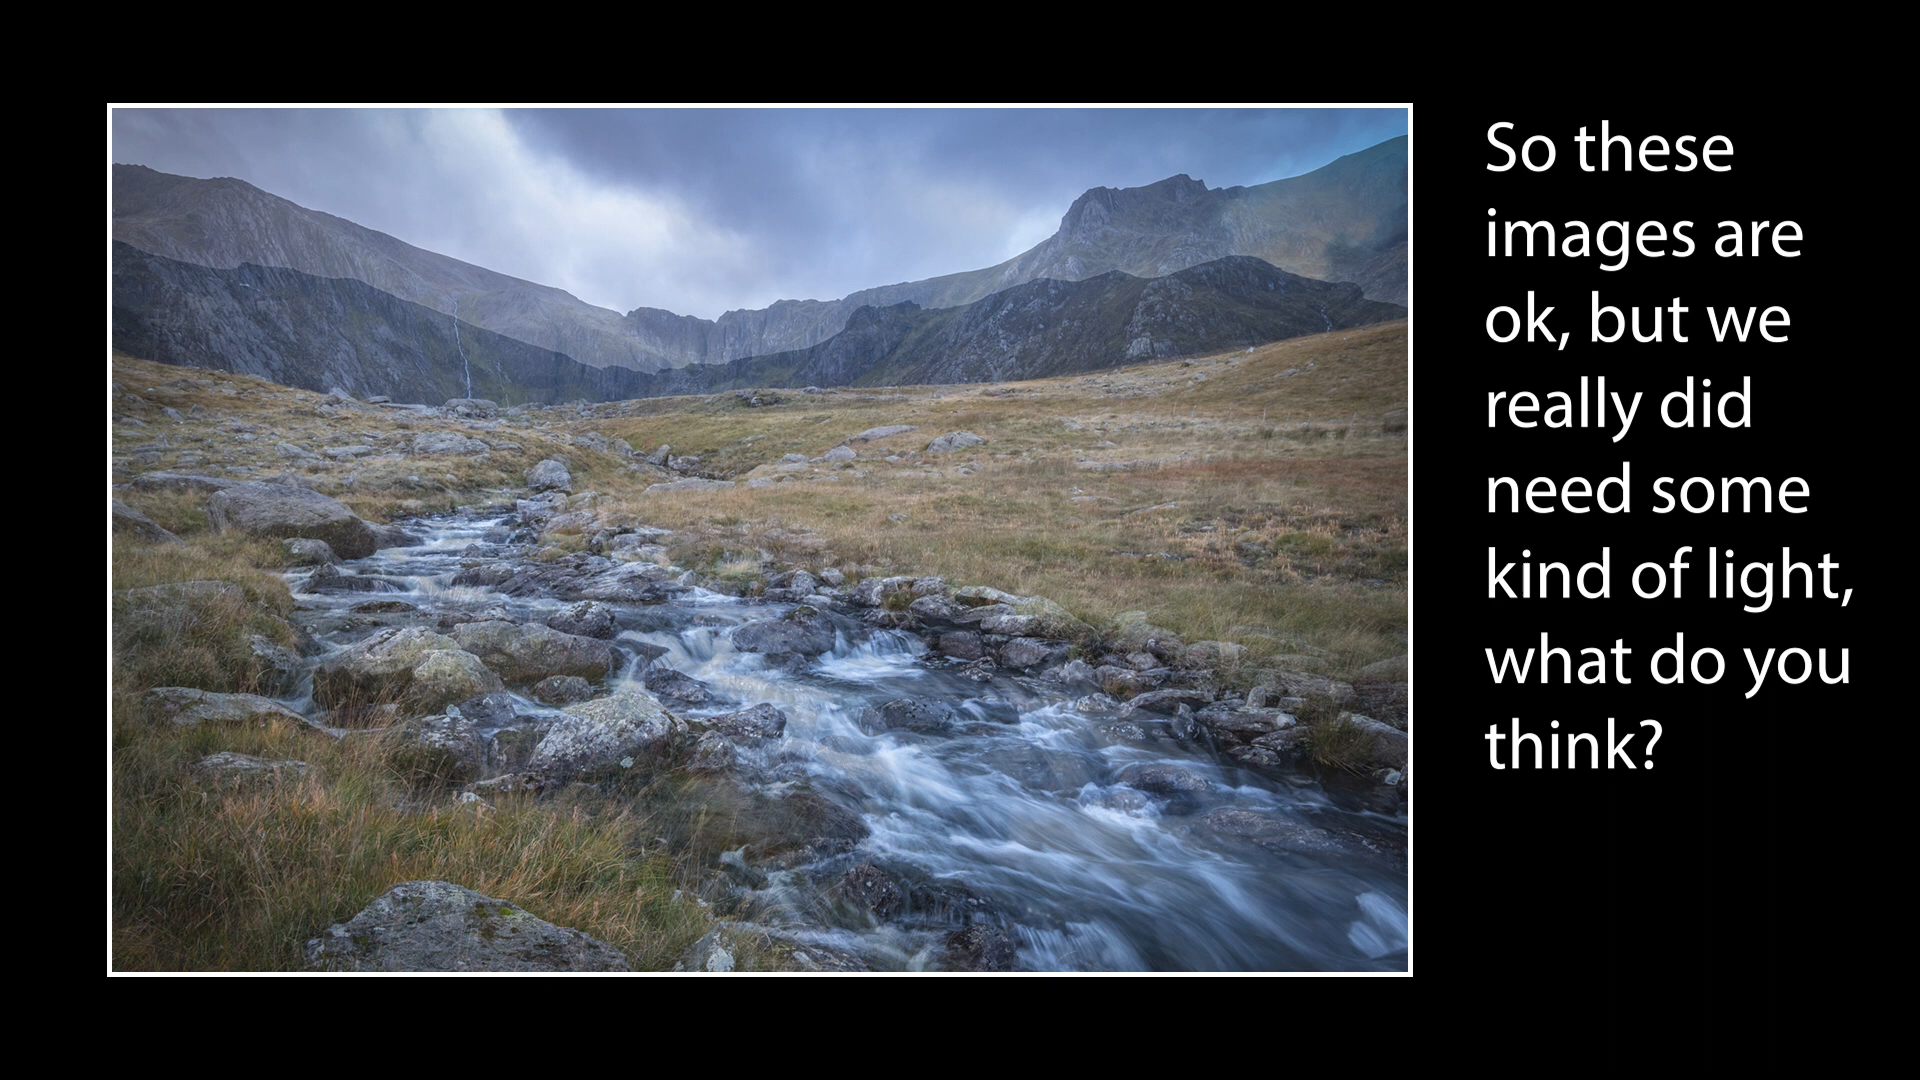 So these
images are
ok, but we
really did
need some
kind of light,
what do you
think?